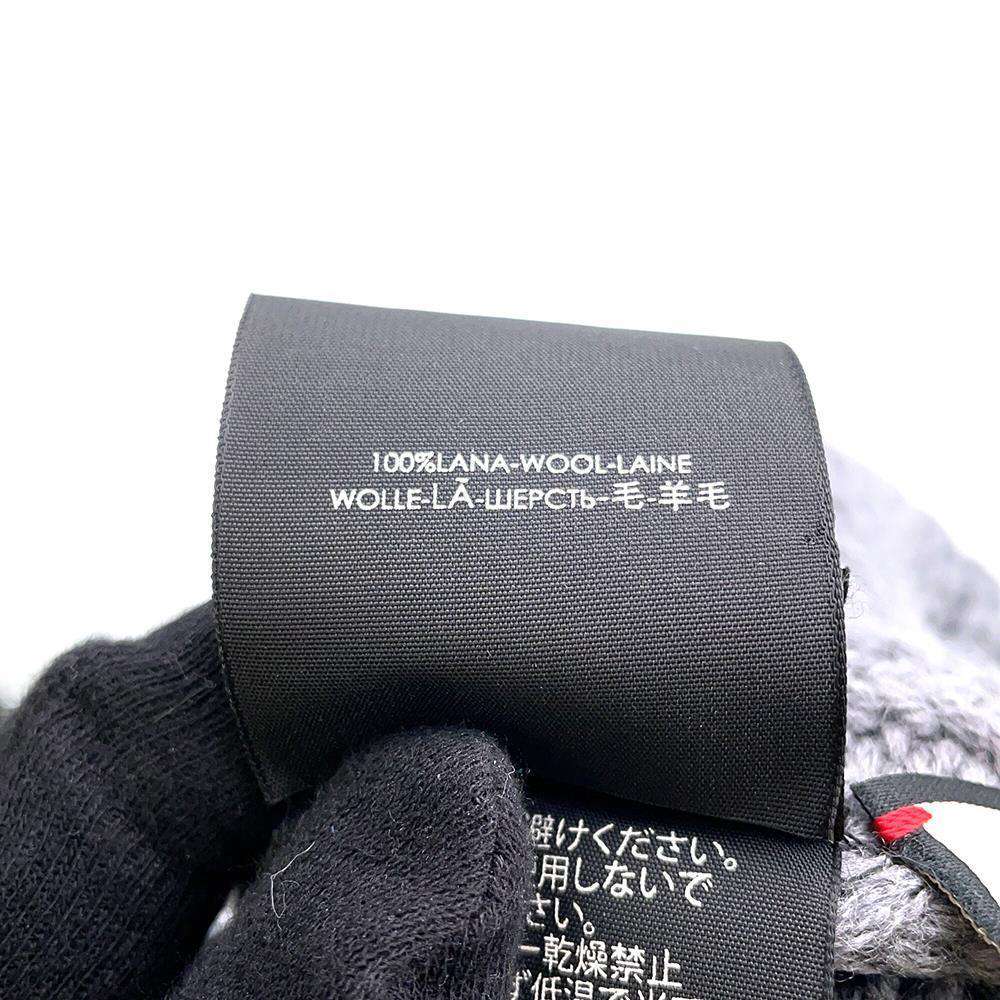 100%LANA-WOOL-LAINE
WOLLE-LĀ-ШЕРСТЬ-毛-羊毛
避けください。
用しないで
さい。
乾燥禁止
低温で